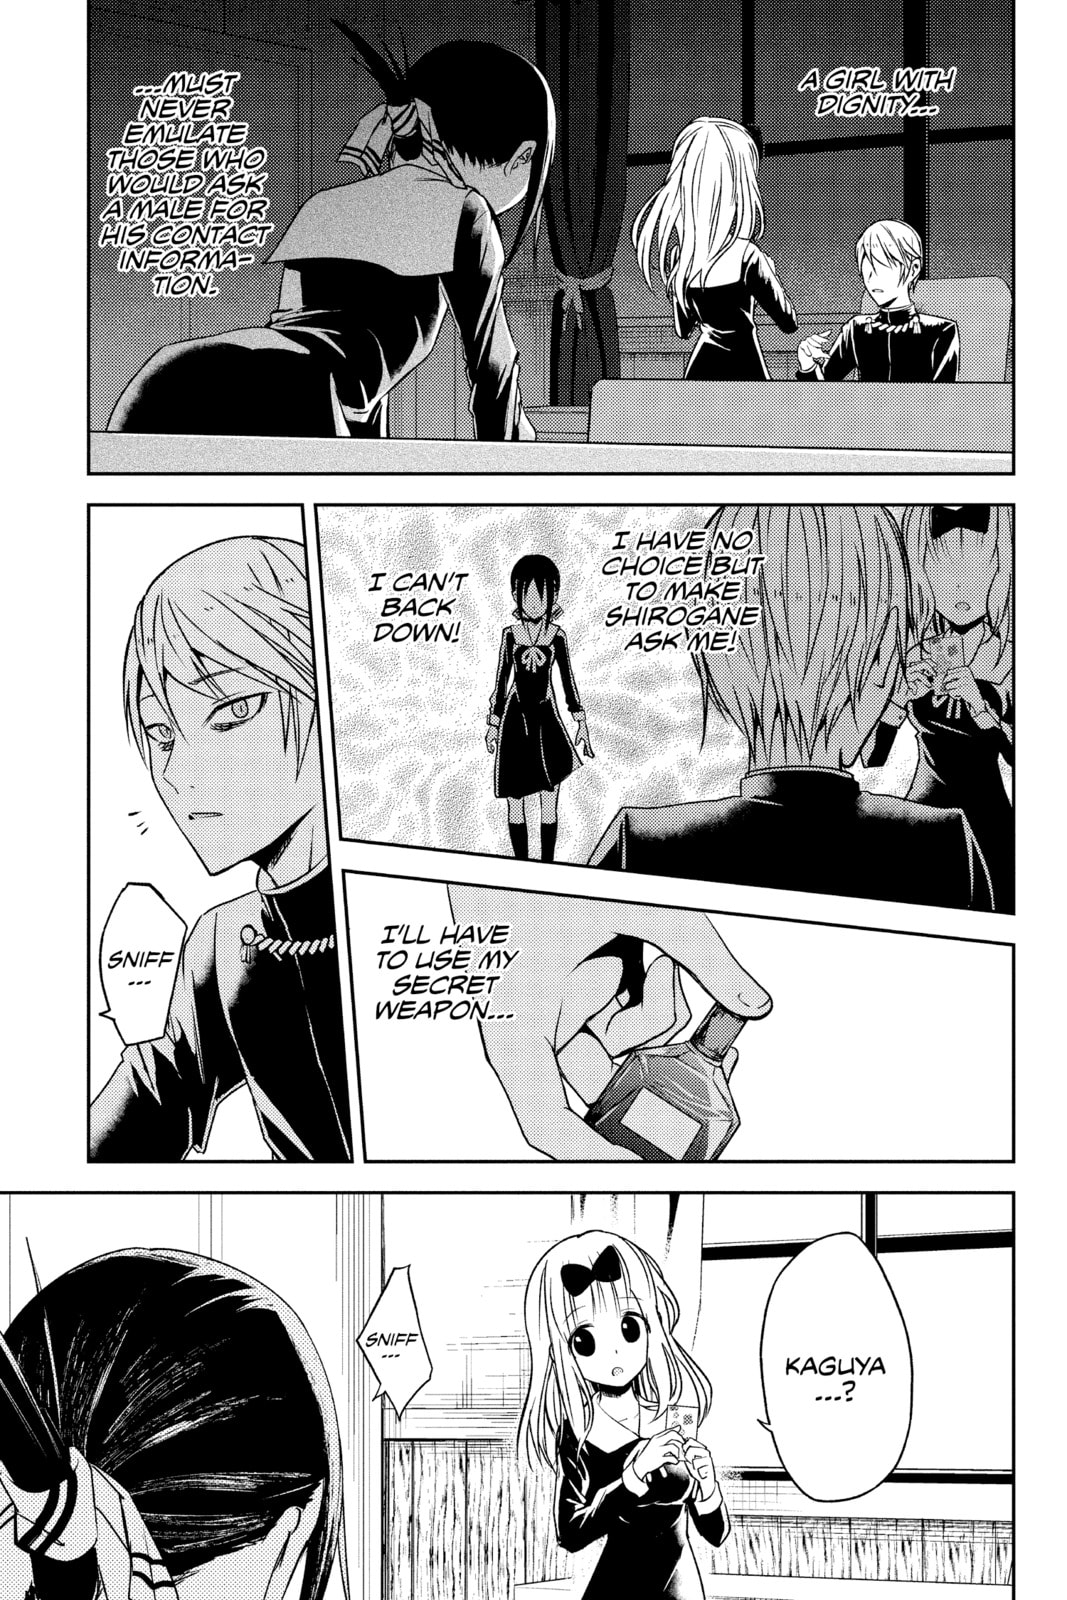 A GIRL WITH
DIGNITY...
...MUST
NEVER
EMULATE
THOSE WHO
WOULD ASK
A MALE FOR
HIS CONTACT
INFORMA-
TION.
I HAVE NO
CHOICE BUT
TO MAKE
SHIROGANE
ASK ME!
I CAN'T
BACK
DOWN!
I'LL HAVE
TO USE MY
SECRET
WEAPON...
SNIFF
...
KAGUYA
...?
SNIFF
...